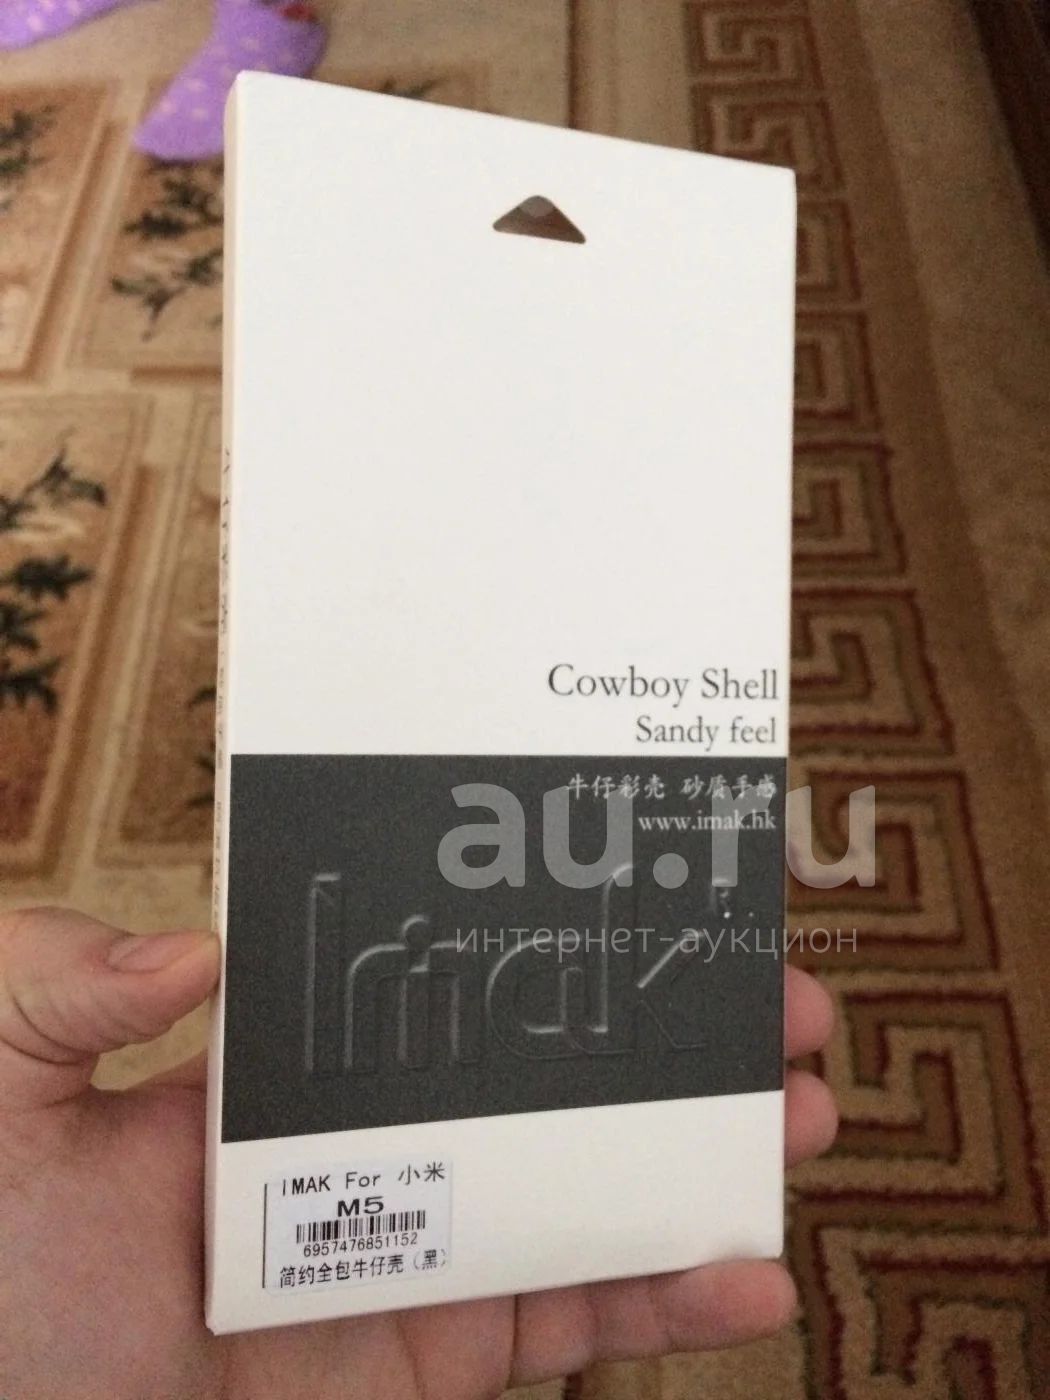 Cowboy Shell
Sandy feel
牛仔彩壳 砂质手感
www.imak.hk
au.ru
интернет-аукцион
Imak R
IMAK For 小米
M5
6957476851152
简约全包牛仔壳(黑)